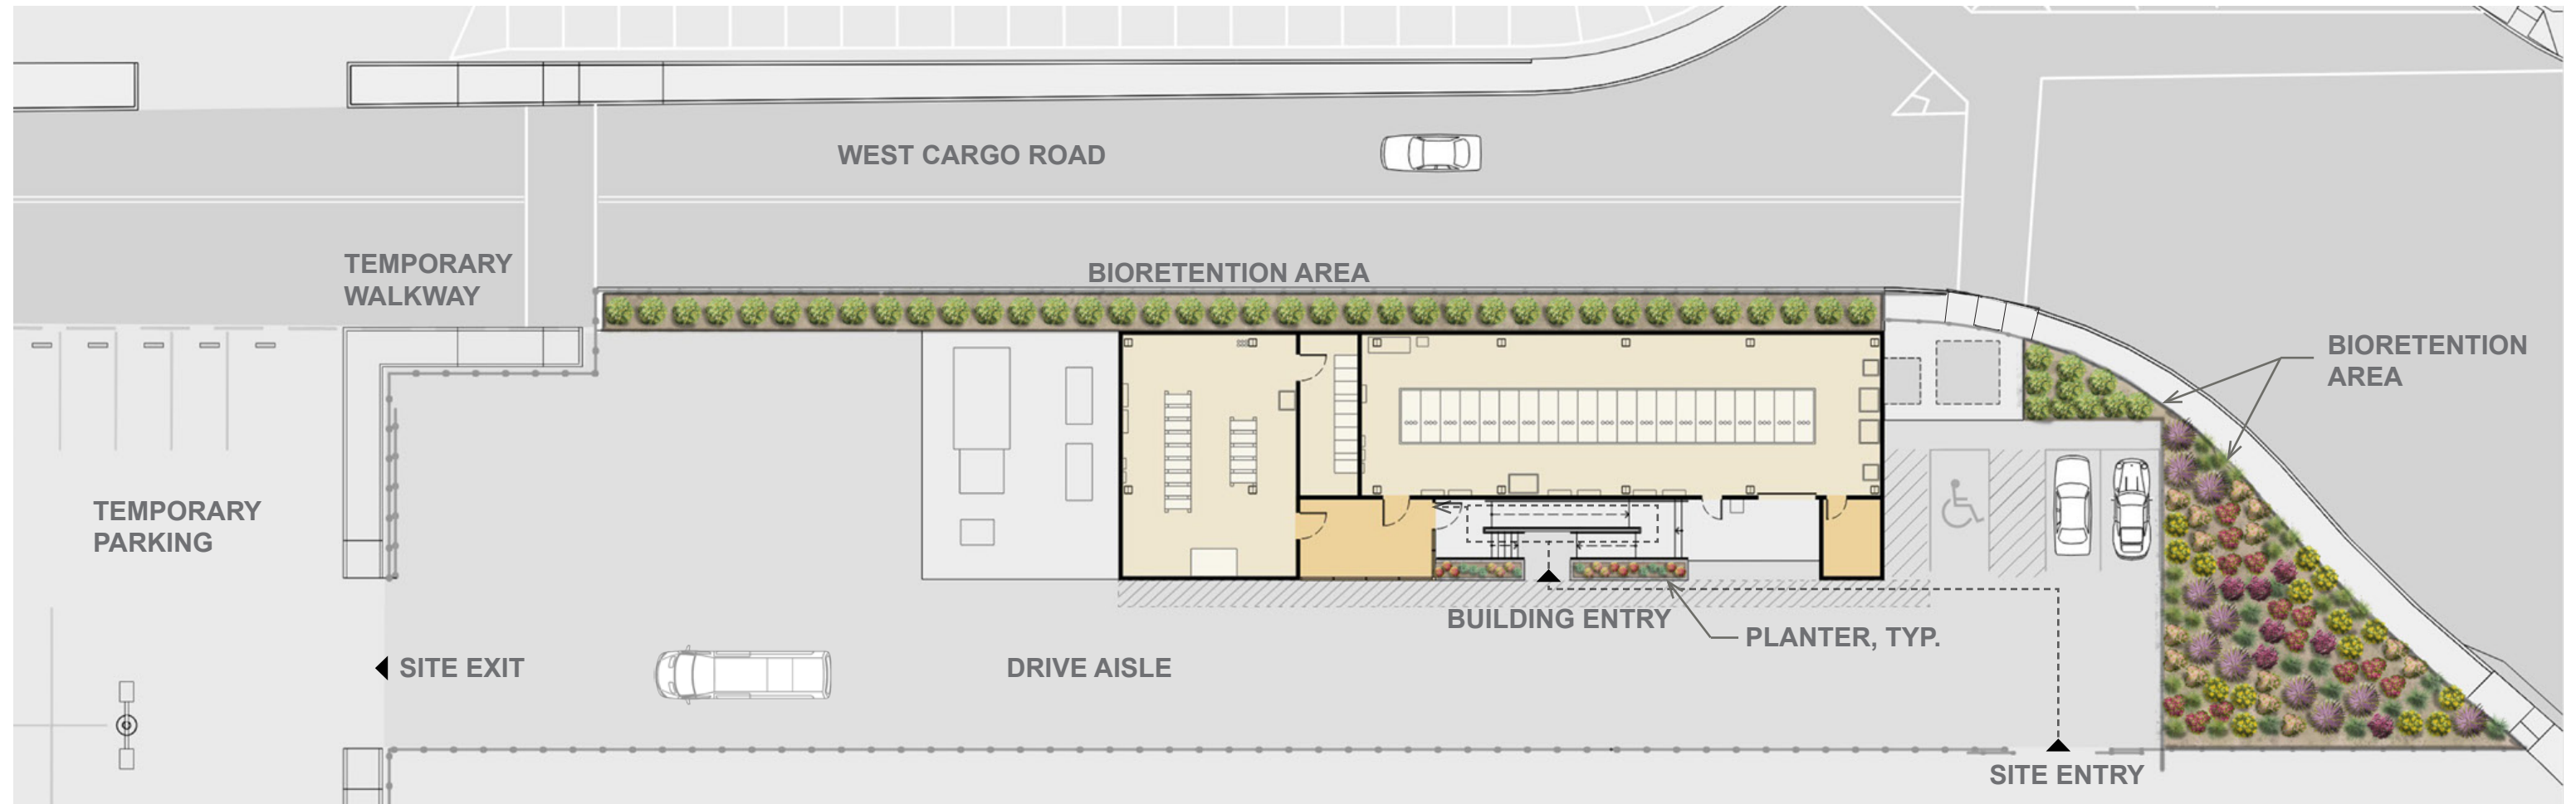 WEST CARGO ROAD
TEMPORARY
WALKWAY
BIORETENTION AREA
BIORETENTION
AREA
TEMPORARY
PARKING
BUILDING ENTRY
PLANTER, TYP.
SITE EXIT
DRIVE AISLE
SITE ENTRY